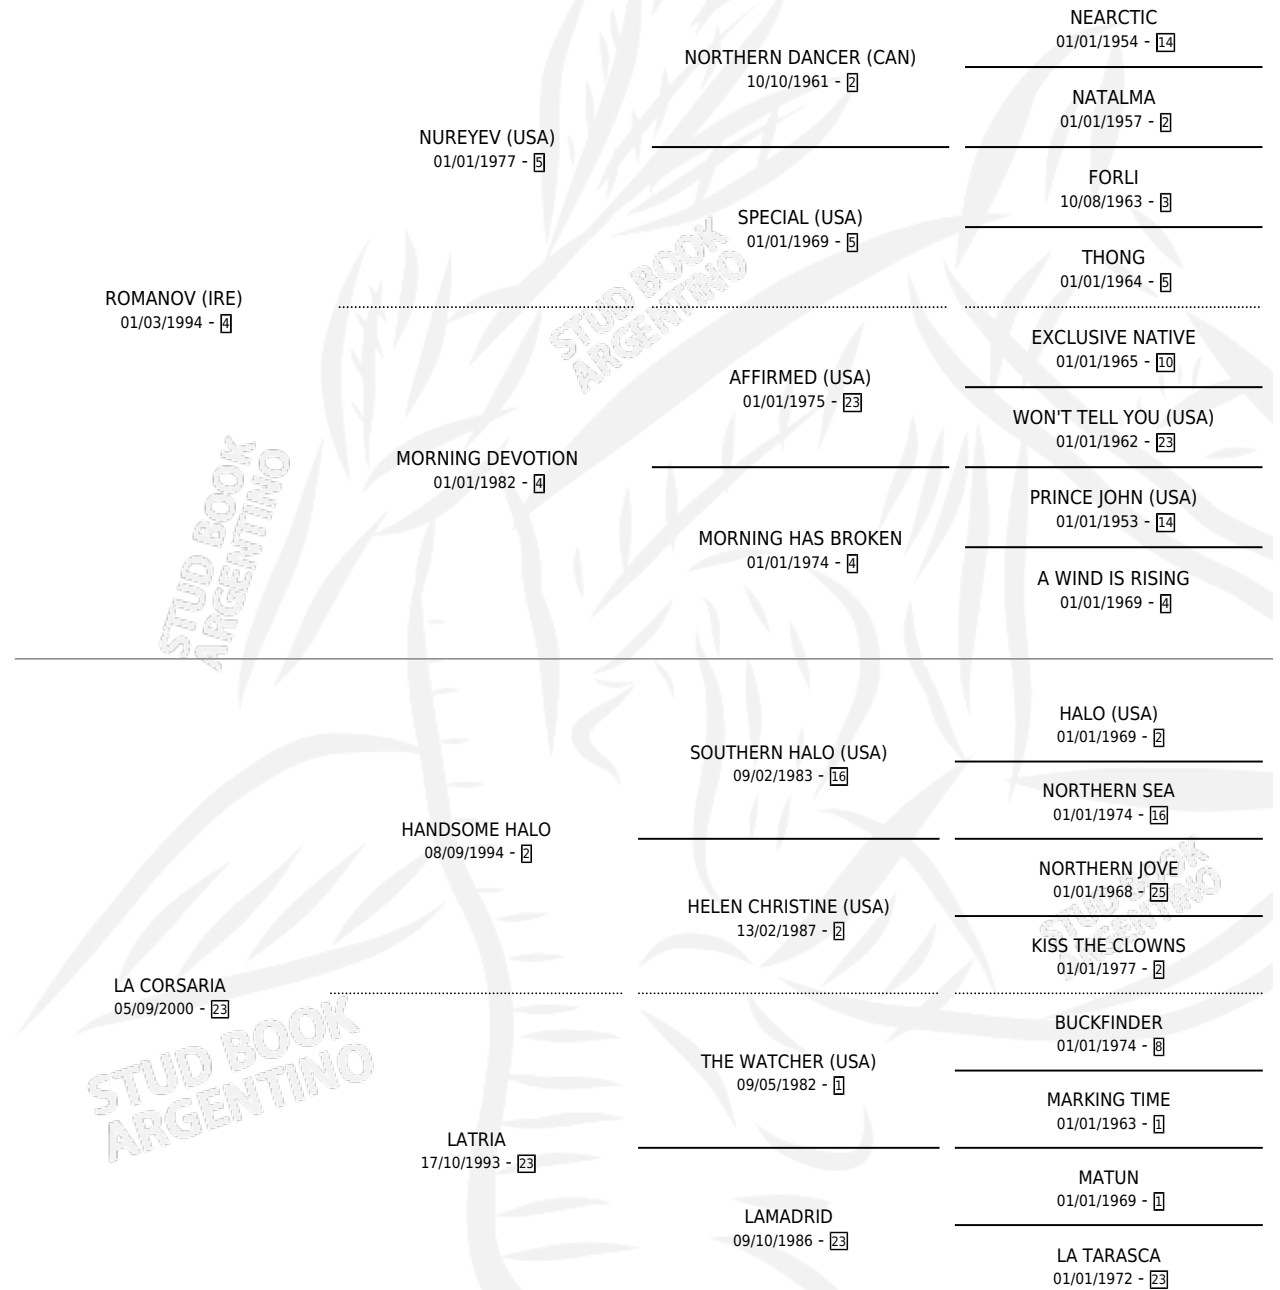 NEARCTIC
01/01/1954 - 14
NORTHERN DANCER (CAN)
10/10/1961 - 2
NATALMA
01/01/1957 - 2
NUREYEV (USA)
01/01/1977 - 5
FORLI
10/08/1963 - 3
SPECIAL (USA)
01/01/1969 - 5
THONG
01/01/1964 - 5
ROMANOV (IRE)
01/03/1994 - 4
EXCLUSIVE NATIVE
01/01/1965 - 10
AFFIRMED (USA)
01/01/1975 - 23
WON'T TELL YOU (USA)
01/01/1962 - 23
MORNING DEVOTION
01/01/1982 - 4
PRINCE JOHN (USA)
01/01/1953 - 14
MORNING HAS BROKEN
01/01/1974 - 4
A WIND IS RISING
01/01/1969 - 4
HALO (USA)
01/01/1969 - 2
SOUTHERN HALO (USA)
09/02/1983 - 16
NORTHERN SEA
01/01/1974 - 16
HANDSOME HALO
08/09/1994 - 2
NORTHERN JOVE
01/01/1968 - 25
HELEN CHRISTINE (USA)
13/02/1987 - 2
KISS THE CLOWNS
01/01/1977 - 2
LA CORSARIA
05/09/2000 - 23
BUCKFINDER
01/01/1974 - 8
THE WATCHER (USA)
09/05/1982 - 1
MARKING TIME
01/01/1963 - 1
LATRIA
17/10/1993 - 23
MATUN
01/01/1969 - 1
LAMADRID
09/10/1986 - 23
LA TARASCA
01/01/1972 - 23
STUD BOOK
ARGENTINO
STUD BOOK
ARGENTINO
STUD BOOK
ARGENTINO
STUD BOOK
ARGENTINO